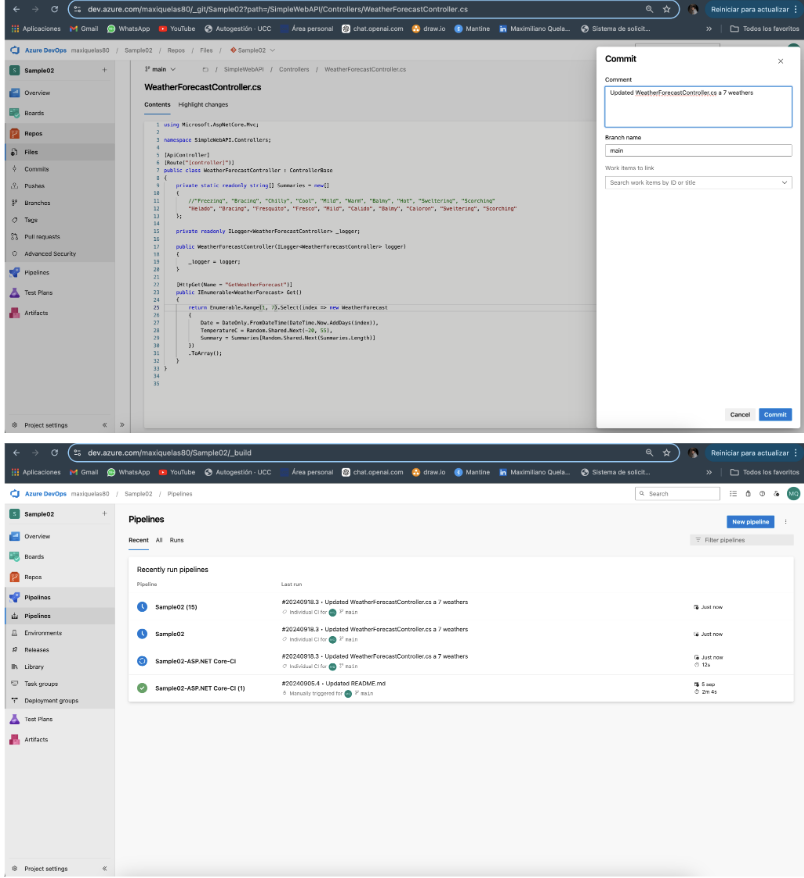 dev.azure.com/maxiquelas80/_git/Sample02?path=/SimpleWebAPI/Controllers/WeatherForecastController.cs
Reiniciar para actualizar
Aplicaciones Gmail WhatsApp YouTube Autogestión - UCC Área personal chat.openai.com draw.io Mantine Maximiliano Quela... Sistema de solicit... » Todos los favoritos
Azure DevOps maxiquelas80 / Sample02 / Repos / Files / Sample02
S Sample02 +
Overview
Boards
Repos
Files
Commits
Pushes
Branches
Tags
Pull requests
Advanced Security
Pipelines
Test Plans
Artifacts
Project settings «
main / SimpleWebAPI / Controllers / WeatherForecastController.cs
WeatherForecastController.cs
Contents Highlight changes
1 using Microsoft.AspNetCore.Mvc;
2
3 namespace SimpleWebAPI.Controllers;
4
5 [ApiController]
6 [Route("[controller]")]
7 public class WeatherForecastController : ControllerBase
8 {
9 private static readonly string[] Summaries = new[]
10 {
11 //"Freezing", "Bracing", "Chilly", "Cool", "Mild", "Warm", "Balmy", "Hot", "Sweltering", "Scorching"
12 "Helado", "Bracing", "Fresquito", "Fresco", "Mild", "Calido", "Balmy", "Caloron", "Sweltering", "Scorching"
13 };
14
15 private readonly ILogger<WeatherForecastController> _logger;
16
17 public WeatherForecastController(ILogger<WeatherForecastController> logger)
18 {
19 _logger = logger;
20 }
21
22 [HttpGet(Name = "GetWeatherForecast")]
23 public IEnumerable<WeatherForecast> Get()
24 {
25 return Enumerable.Range(1, 7).Select(index => new WeatherForecast
26 {
27 Date = DateOnly.FromDateTime(DateTime.Now.AddDays(index)),
28 TemperatureC = Random.Shared.Next(-20, 55),
29 Summary = Summaries[Random.Shared.Next(Summaries.Length)]
30 })
31 .ToArray();
32 }
33 }
34
35
Commit
Comment
Updated WeatherForecastController.cs a 7 weathers
Branch name
main
Work items to link
Search work items by ID or title
Cancel Commit
dev.azure.com/maxiquelas80/Sample02/_build
Reiniciar para actualizar
Aplicaciones Gmail WhatsApp YouTube Autogestión - UCC Área personal chat.openai.com draw.io Mantine Maximiliano Quela... Sistema de solicit... » Todos los favoritos
Azure DevOps maxiquelas80 / Sample02 / Pipelines
Search
MQ
S Sample02 +
Overview
Boards
Repos
Pipelines
Pipelines
Environments
Releases
Library
Task groups
Deployment groups
Test Plans
Artifacts
Project settings «
Pipelines
New pipeline
Recent All Runs
Filter pipelines
Recently run pipelines
Pipeline Last run
Sample02 (15)
#20240918.3 • Updated WeatherForecastController.cs a 7 weathers
Individual CI for main
Just now
Sample02
#20240918.3 • Updated WeatherForecastController.cs a 7 weathers
Individual CI for main
Just now
Sample02-ASP.NET Core-CI
#20240918.3 • Updated WeatherForecastController.cs a 7 weathers
Individual CI for main
Just now
12s
Sample02-ASP.NET Core-CI (1)
#20240905.4 • Updated README.md
Manually triggered for main
5 sep
2m 4s